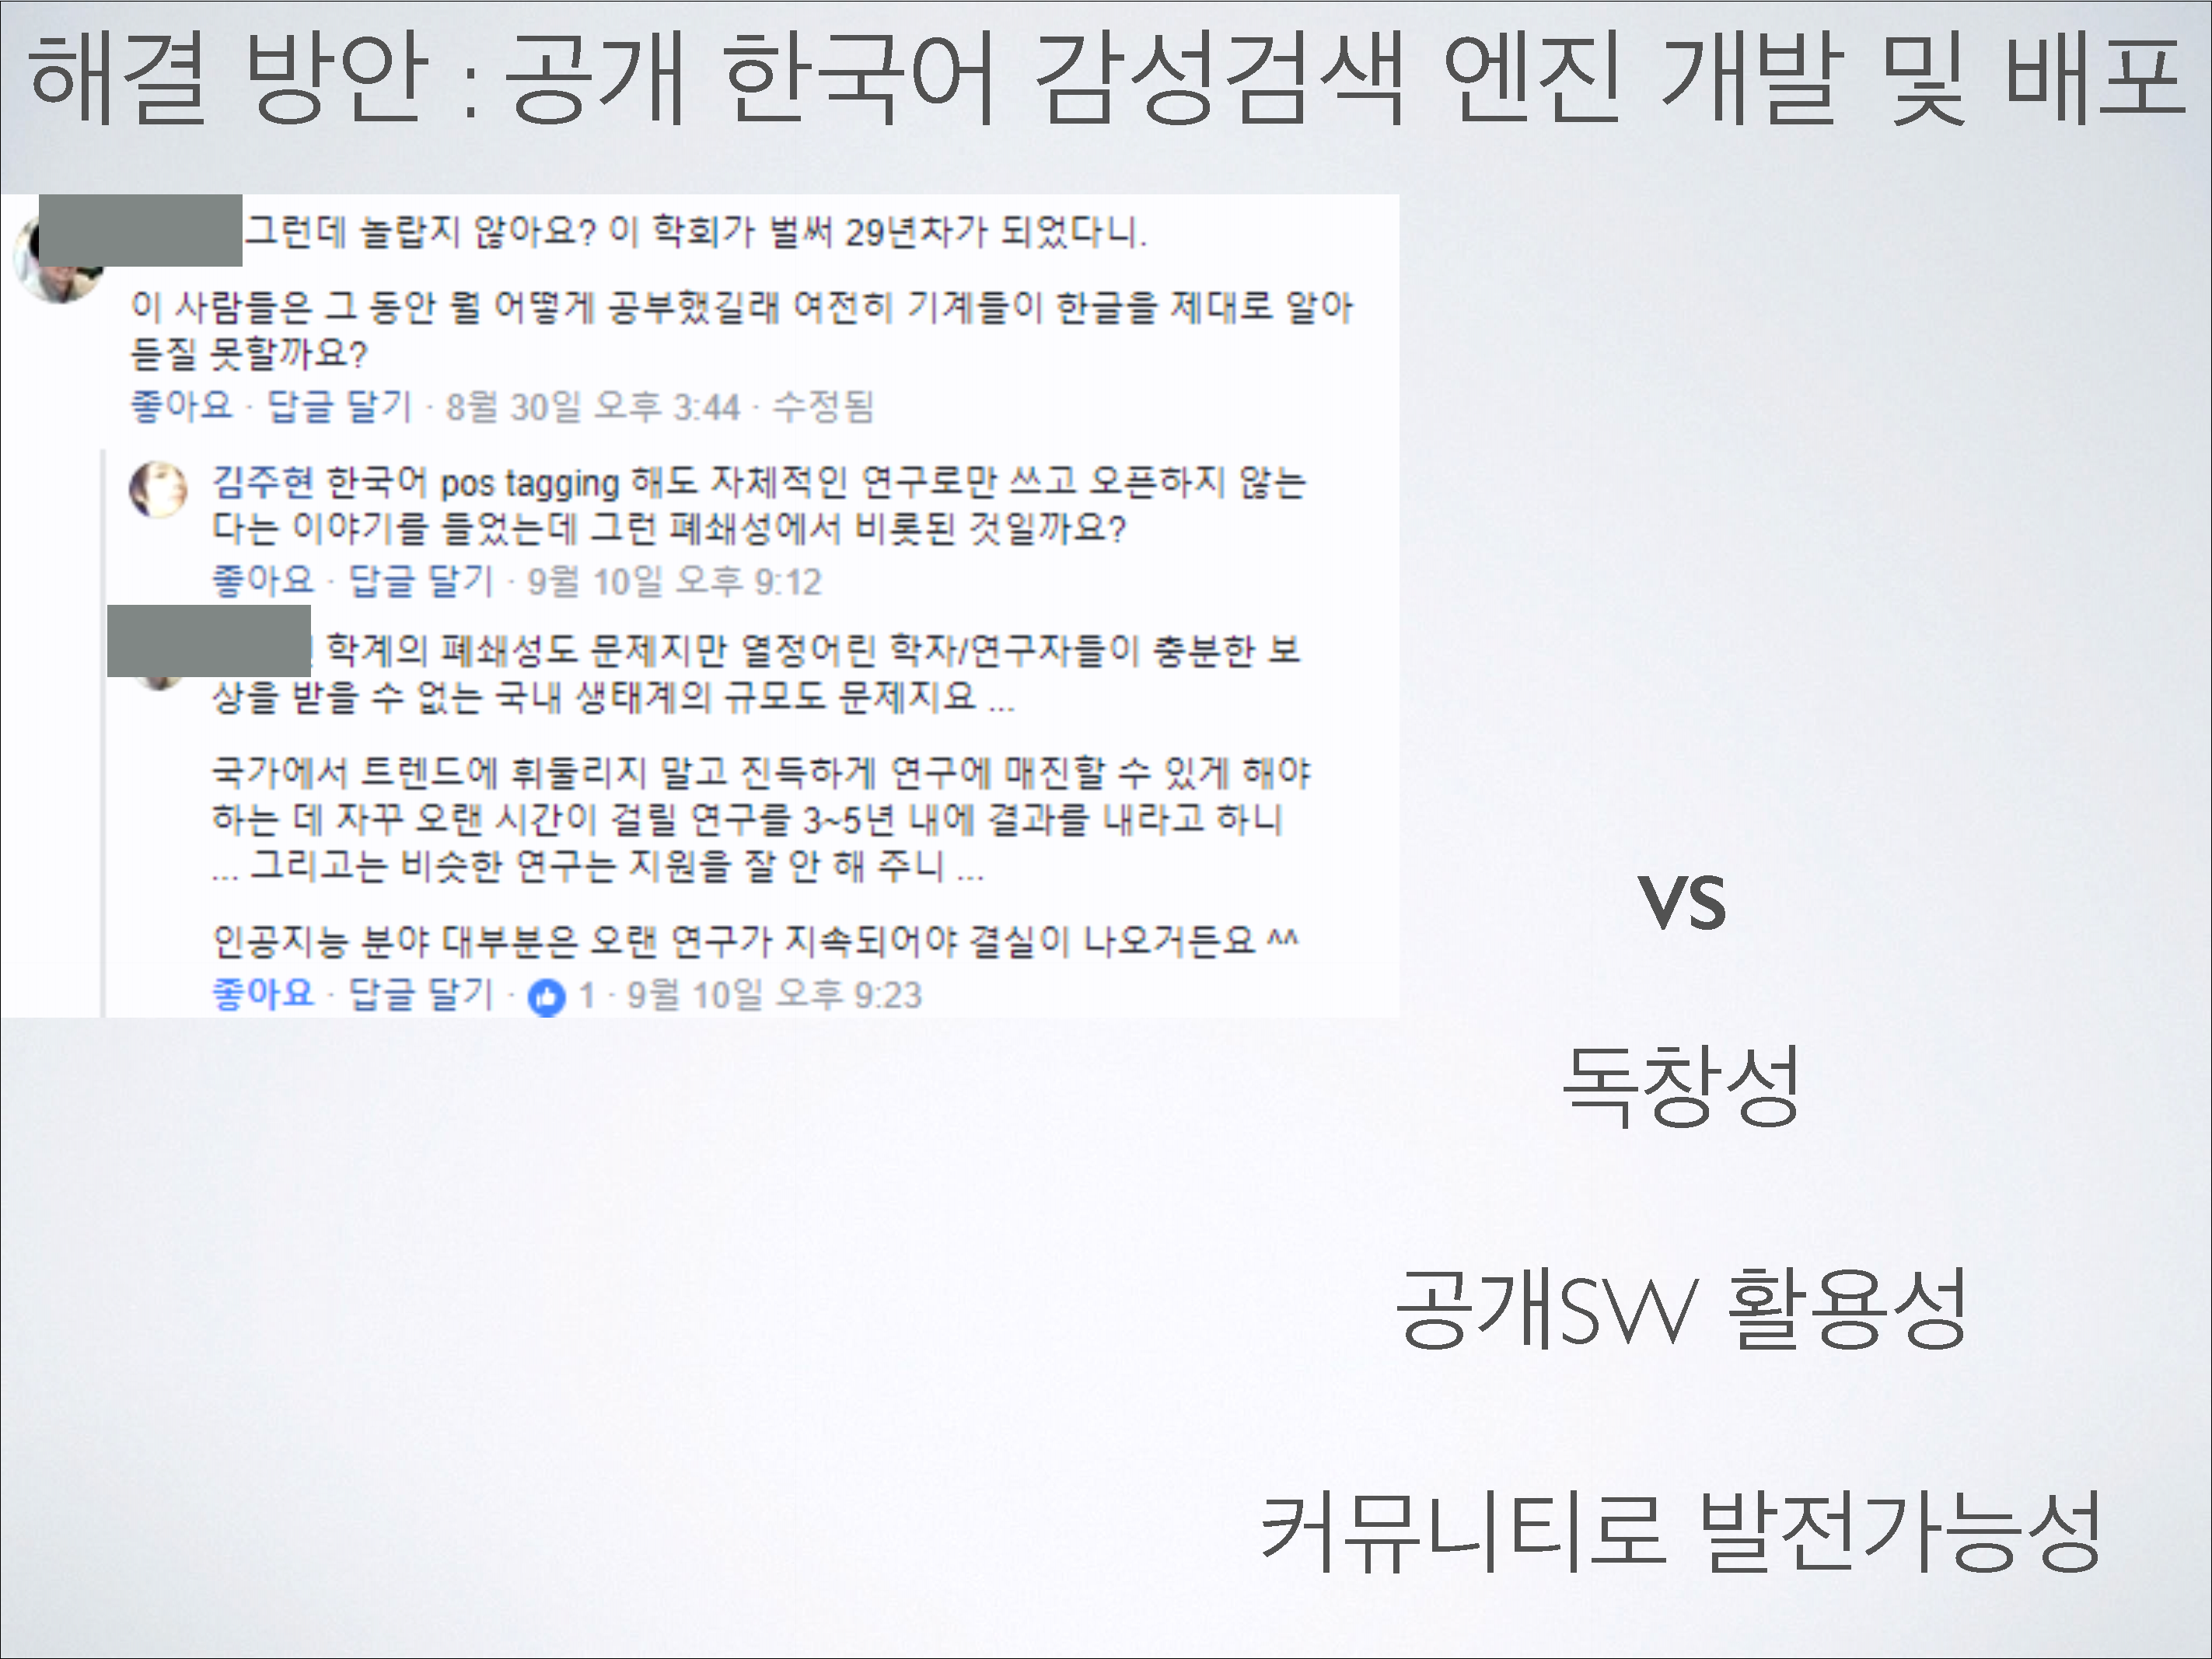 해결 방안 : 공개 한국어 감성검색 엔진 개발 및 배포
그런데 놀랍지 않아요? 이 학회가 벌써 29년차가 되었다니.
이 사람들은 그 동안 뭘 어떻게 공부했길래 여전히 기계들이 한글을 제대로 알아
듣질 못할까요?
좋아요 · 답글 달기 · 8월 30일 오후 3:44 · 수정됨
김주현 한국어 pos tagging 해도 자체적인 연구로만 쓰고 오픈하지 않는
다는 이야기를 들었는데 그런 폐쇄성에서 비롯된 것일까요?
좋아요 · 답글 달기 · 9월 10일 오후 9:12
학계의 폐쇄성도 문제지만 열정어린 학자/연구자들이 충분한 보
상을 받을 수 없는 국내 생태계의 규모도 문제지요 ...
국가에서 트렌드에 휘둘리지 말고 진득하게 연구에 매진할 수 있게 해야
하는 데 자꾸 오랜 시간이 걸릴 연구를 3~5년 내에 결과를 내라고 하니
... 그리고는 비슷한 연구는 지원을 잘 안 해 주니 ...
인공지능 분야 대부분은 오랜 연구가 지속되어야 결실이 나오거든요 ^^
좋아요 · 답글 달기 · 1 · 9월 10일 오후 9:23
vs
독창성
공개SW 활용성
커뮤니티로 발전가능성